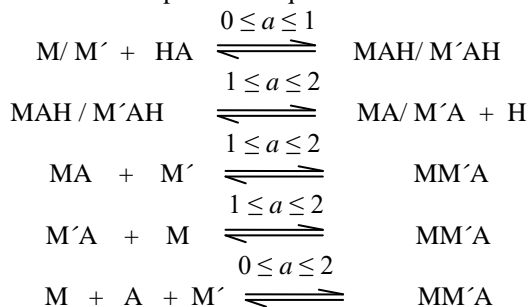 0 ≤ a ≤ 1
M/ M´ + HA ⇌ MAH/ M´AH
1 ≤ a ≤ 2
MAH / M´AH ⇌ MA/ M´A + H
1 ≤ a ≤ 2
MA + M´ ⇌ MM´A
1 ≤ a ≤ 2
M´A + M ⇌ MM´A
0 ≤ a ≤ 2
M + A + M´ ⇌ MM´A